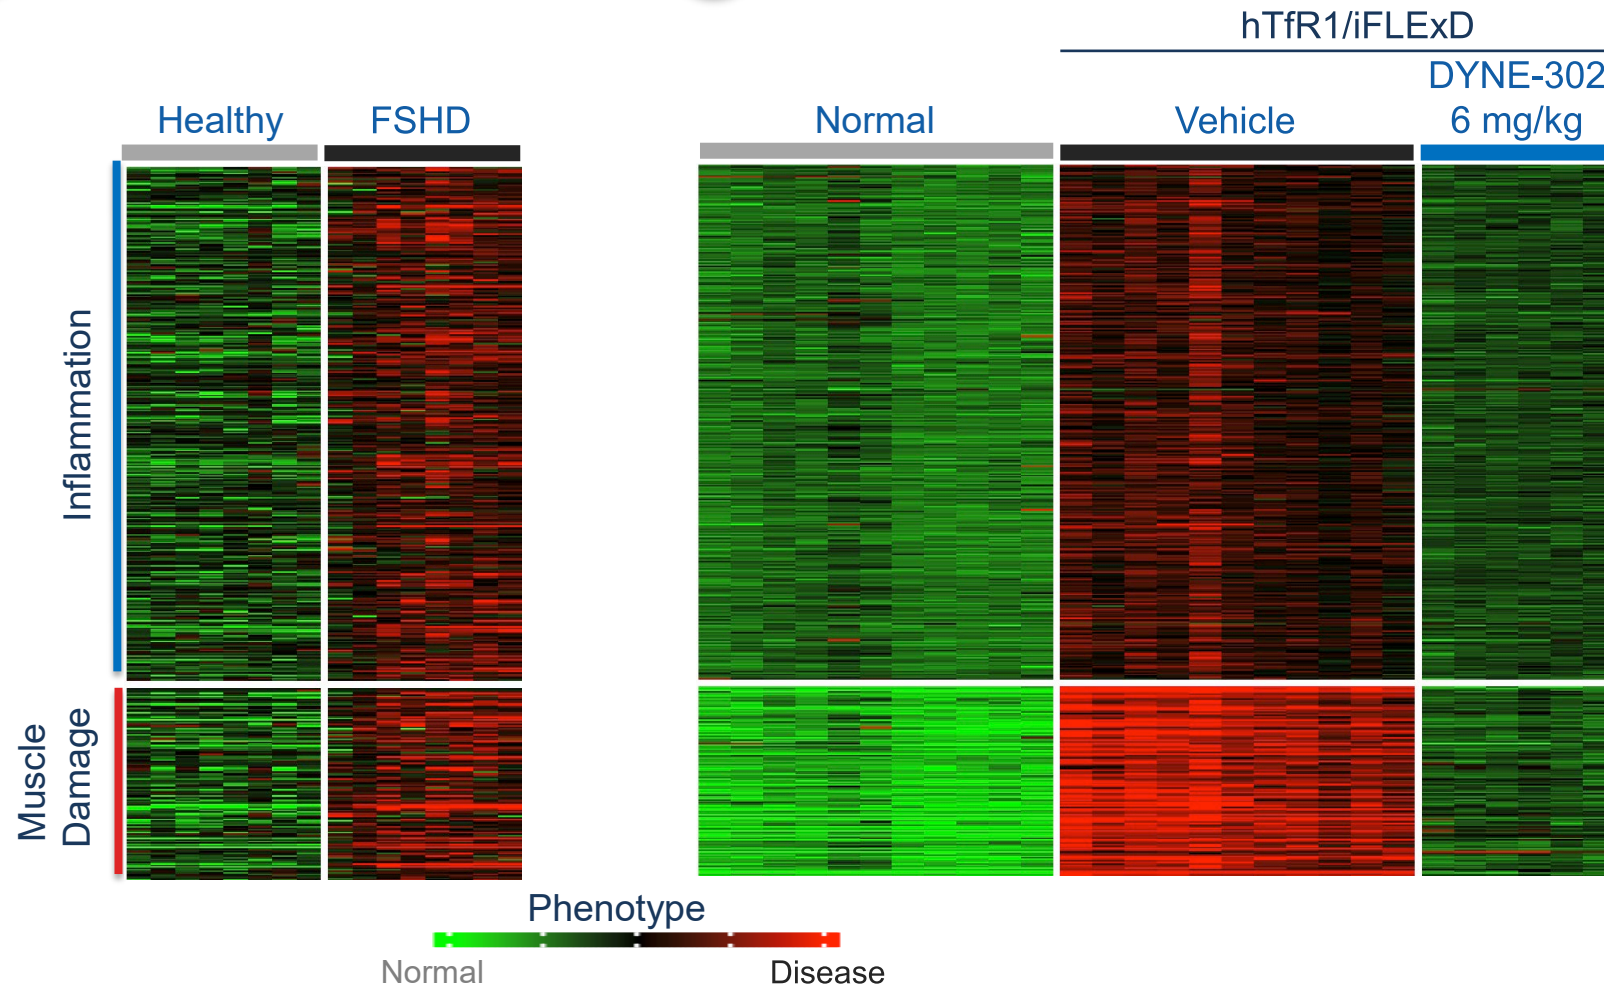 hTfR1/iFLExD
DYNE-302
Healthy
FSHD
Normal
Vehicle
6 mg/kg
Inflammation
Muscle
Damage
Phenotype
Normal
Disease